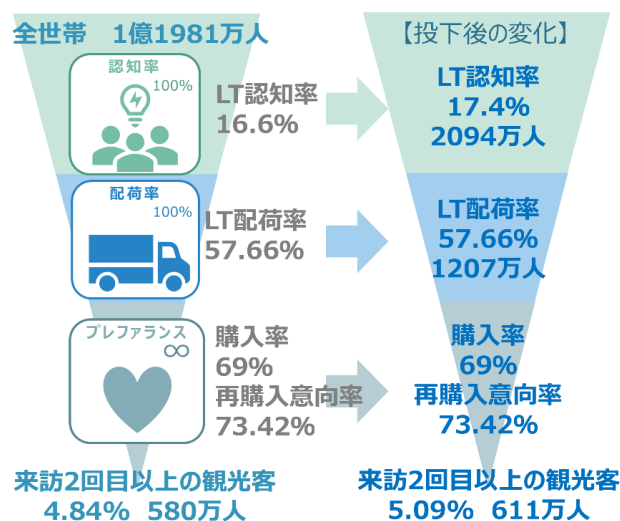 全世帯　1億1981万人
認知率
100%
LT認知率
16.6%
配荷率
100%
LT配荷率
57.66%
プレファランス
∞
購入率
69%
再購入意向率
73.42%
来訪2回目以上の観光客
4.84%　580万人
【投下後の変化】
LT認知率
17.4%
2094万人
LT配荷率
57.66%
1207万人
購入率
69%
再購入意向率
73.42%
来訪2回目以上の観光客
5.09%　611万人